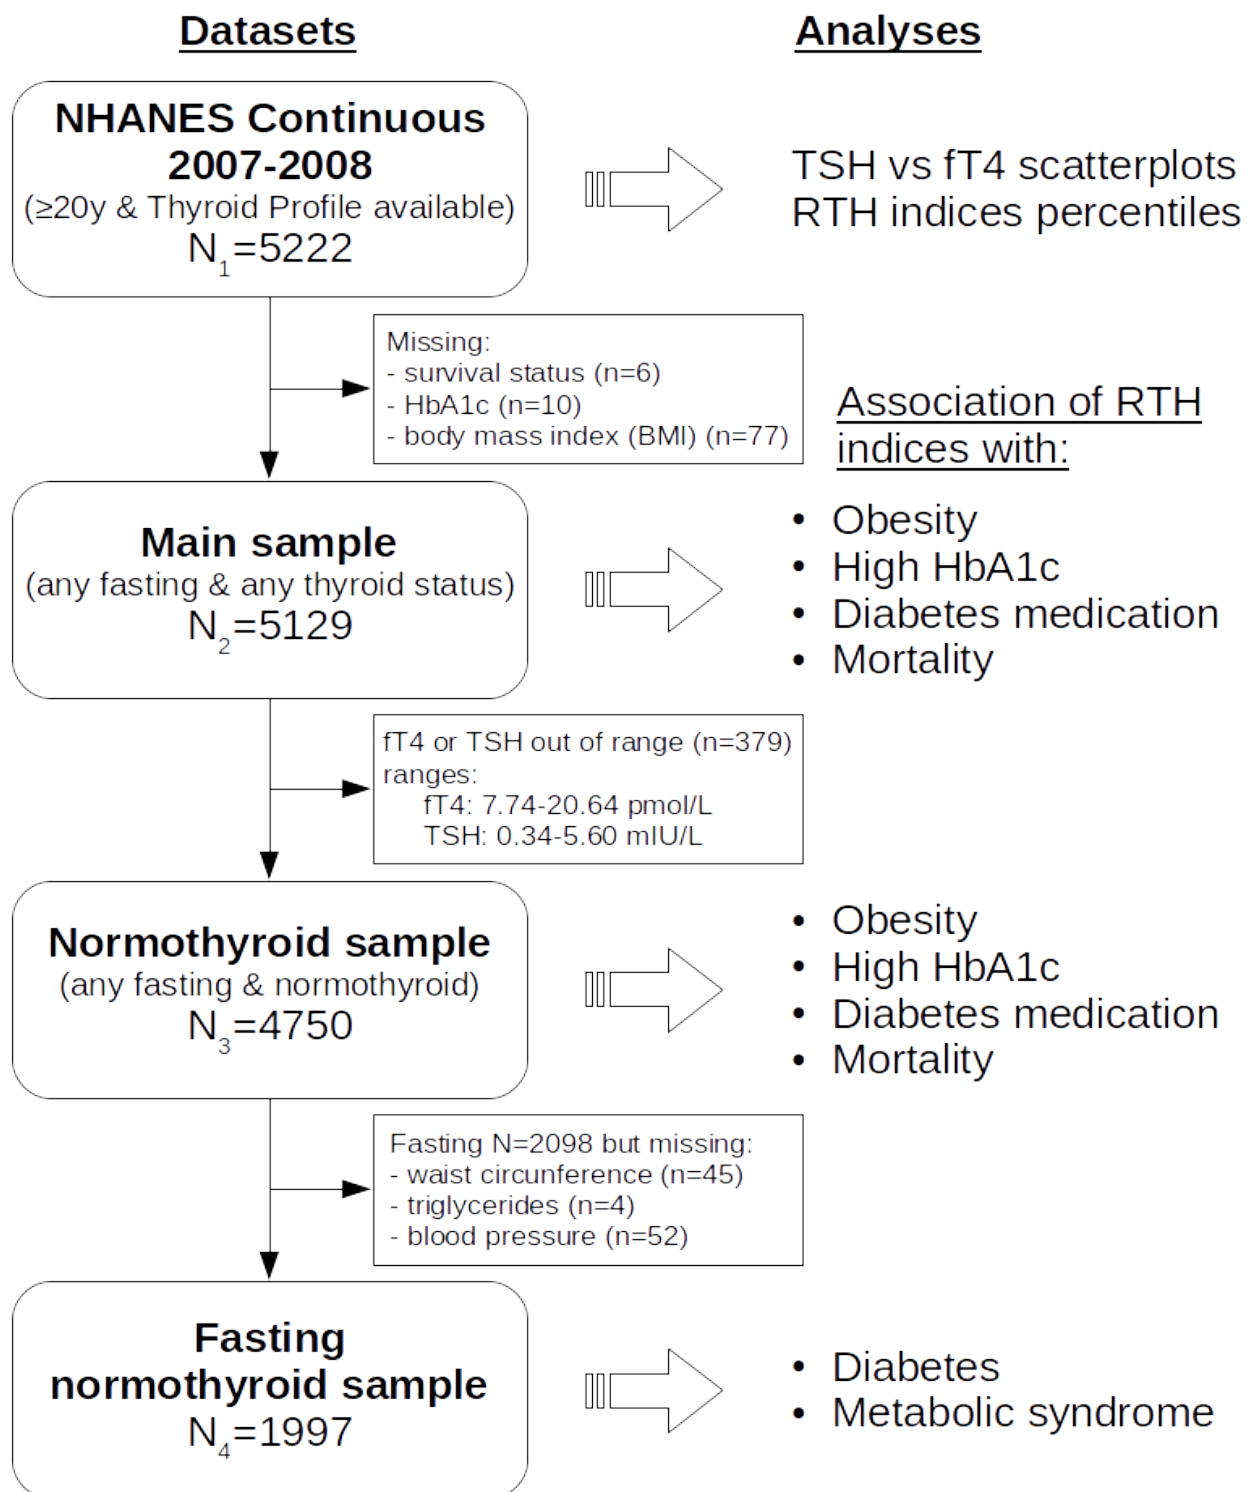 Datasets
Analyses
NHANES Continuous
2007-2008
(≥20y & Thyroid Profile available)
N1=5222
TSH vs fT4 scatterplots
RTH indices percentiles
Missing:
- survival status (n=6)
- HbA1c (n=10)
- body mass index (BMI) (n=77)
Association of RTH
indices with:
Main sample
(any fasting & any thyroid status)
N2=5129
• Obesity
• High HbA1c
• Diabetes medication
• Mortality
fT4 or TSH out of range (n=379)
ranges:
fT4: 7.74-20.64 pmol/L
TSH: 0.34-5.60 mIU/L
Normothyroid sample
(any fasting & normothyroid)
N3=4750
• Obesity
• High HbA1c
• Diabetes medication
• Mortality
Fasting N=2098 but missing:
- waist circunference (n=45)
- triglycerides (n=4)
- blood pressure (n=52)
Fasting
normothyroid sample
N4=1997
• Diabetes
• Metabolic syndrome